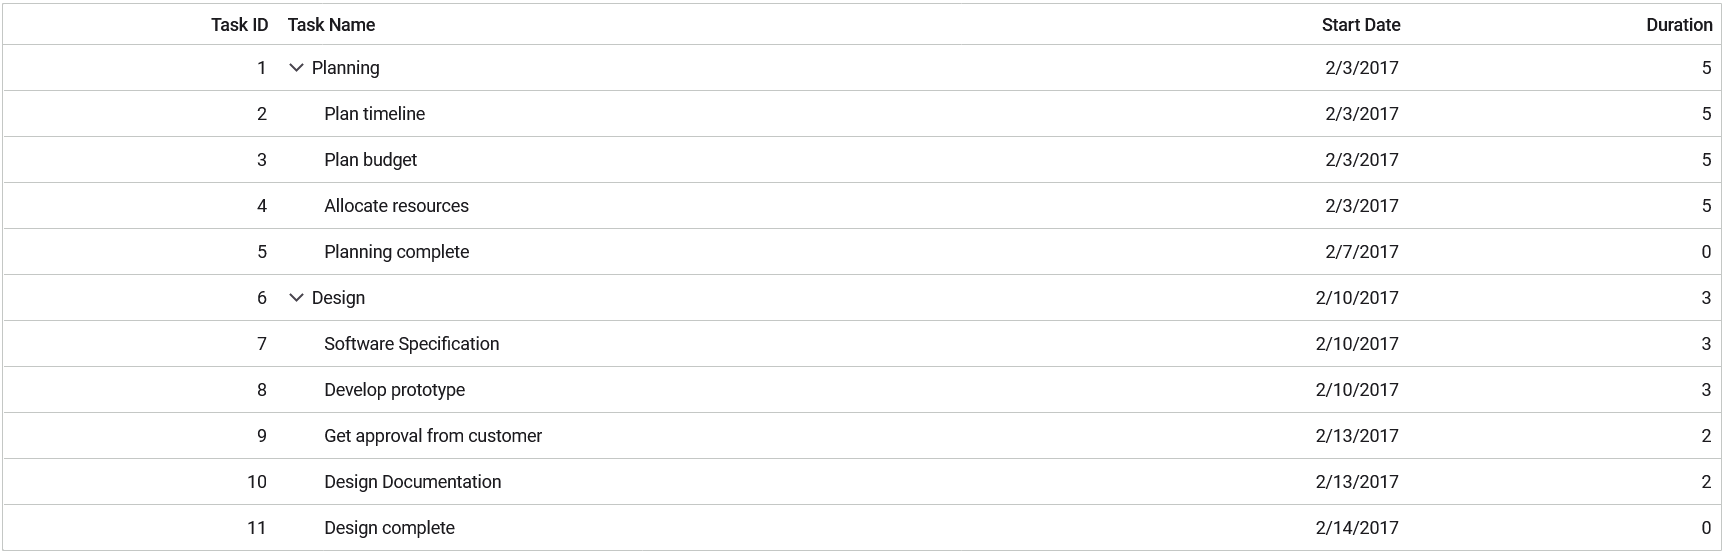 Task ID Task Name Start Date Duration
1 Planning 2/3/2017 5
2 Plan timeline 2/3/2017 5
3 Plan budget 2/3/2017 5
4 Allocate resources 2/3/2017 5
5 Planning complete 2/7/2017 0
6 Design 2/10/2017 3
7 Software Specification 2/10/2017 3
8 Develop prototype 2/10/2017 3
9 Get approval from customer 2/13/2017 2
10 Design Documentation 2/13/2017 2
11 Design complete 2/14/2017 0